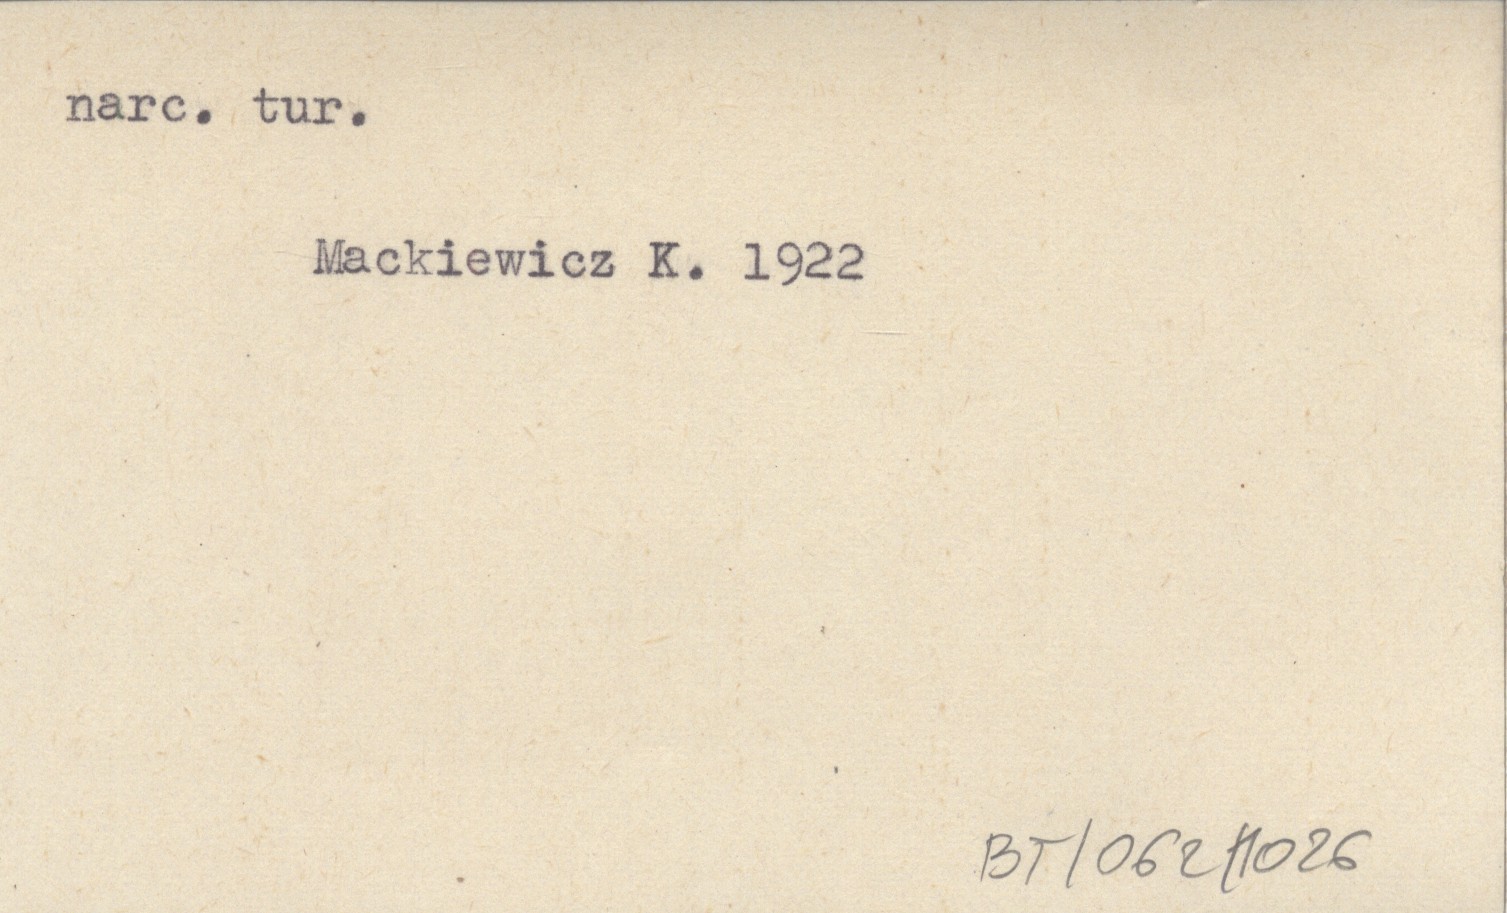 narc. tur.
Mackiewicz K. 1922
BT/062/1026